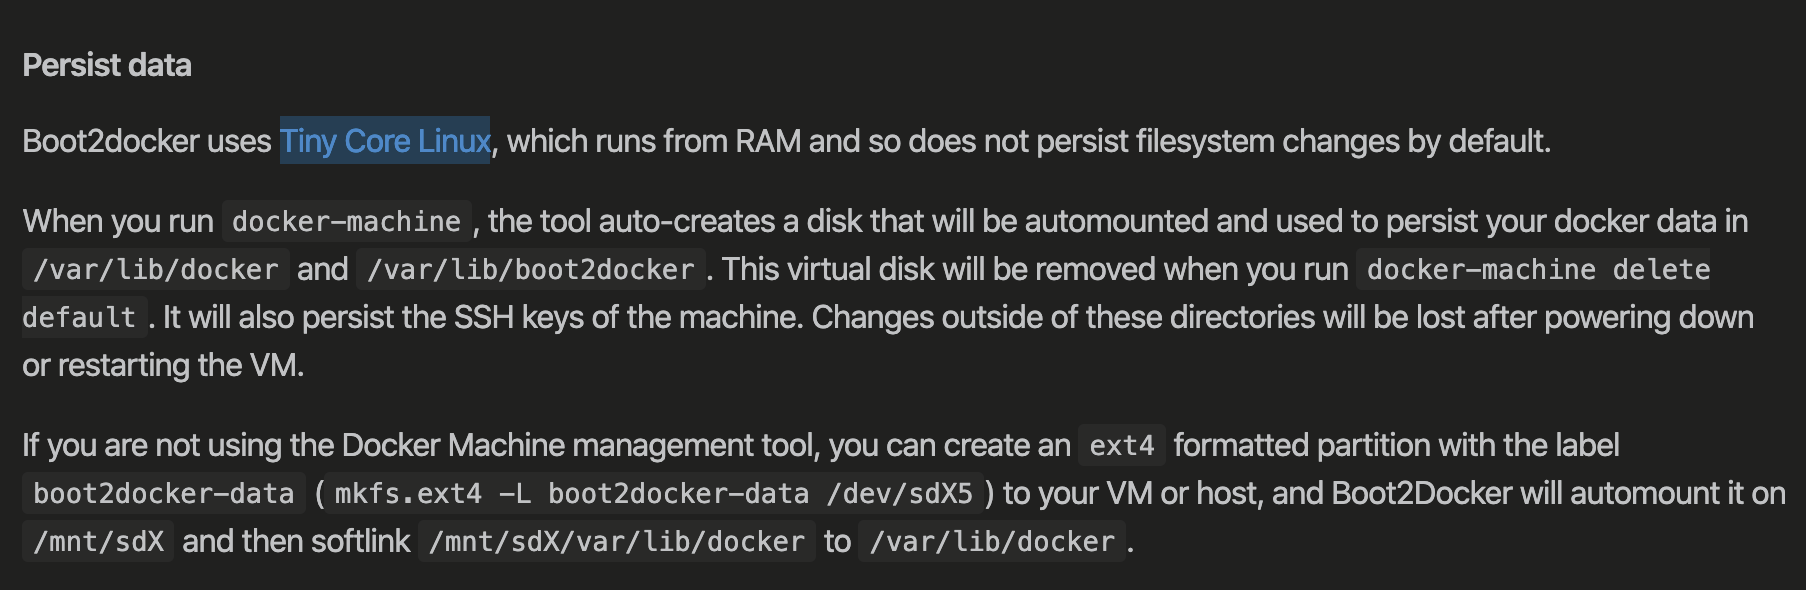 Persist data
Boot2docker uses Tiny Core Linux, which runs from RAM and so does not persist filesystem changes by default.
When you run docker-machine, the tool auto-creates a disk that will be automounted and used to persist your docker data in
/var/lib/docker and /var/lib/boot2docker. This virtual disk will be removed when you run docker-machine delete
default. It will also persist the SSH keys of the machine. Changes outside of these directories will be lost after powering down
or restarting the VM.
If you are not using the Docker Machine management tool, you can create an ext4 formatted partition with the label
boot2docker-data (mkfs.ext4 -L boot2docker-data /dev/sdX5) to your VM or host, and Boot2Docker will automount it on
/mnt/sdX and then softlink /mnt/sdX/var/lib/docker to /var/lib/docker.